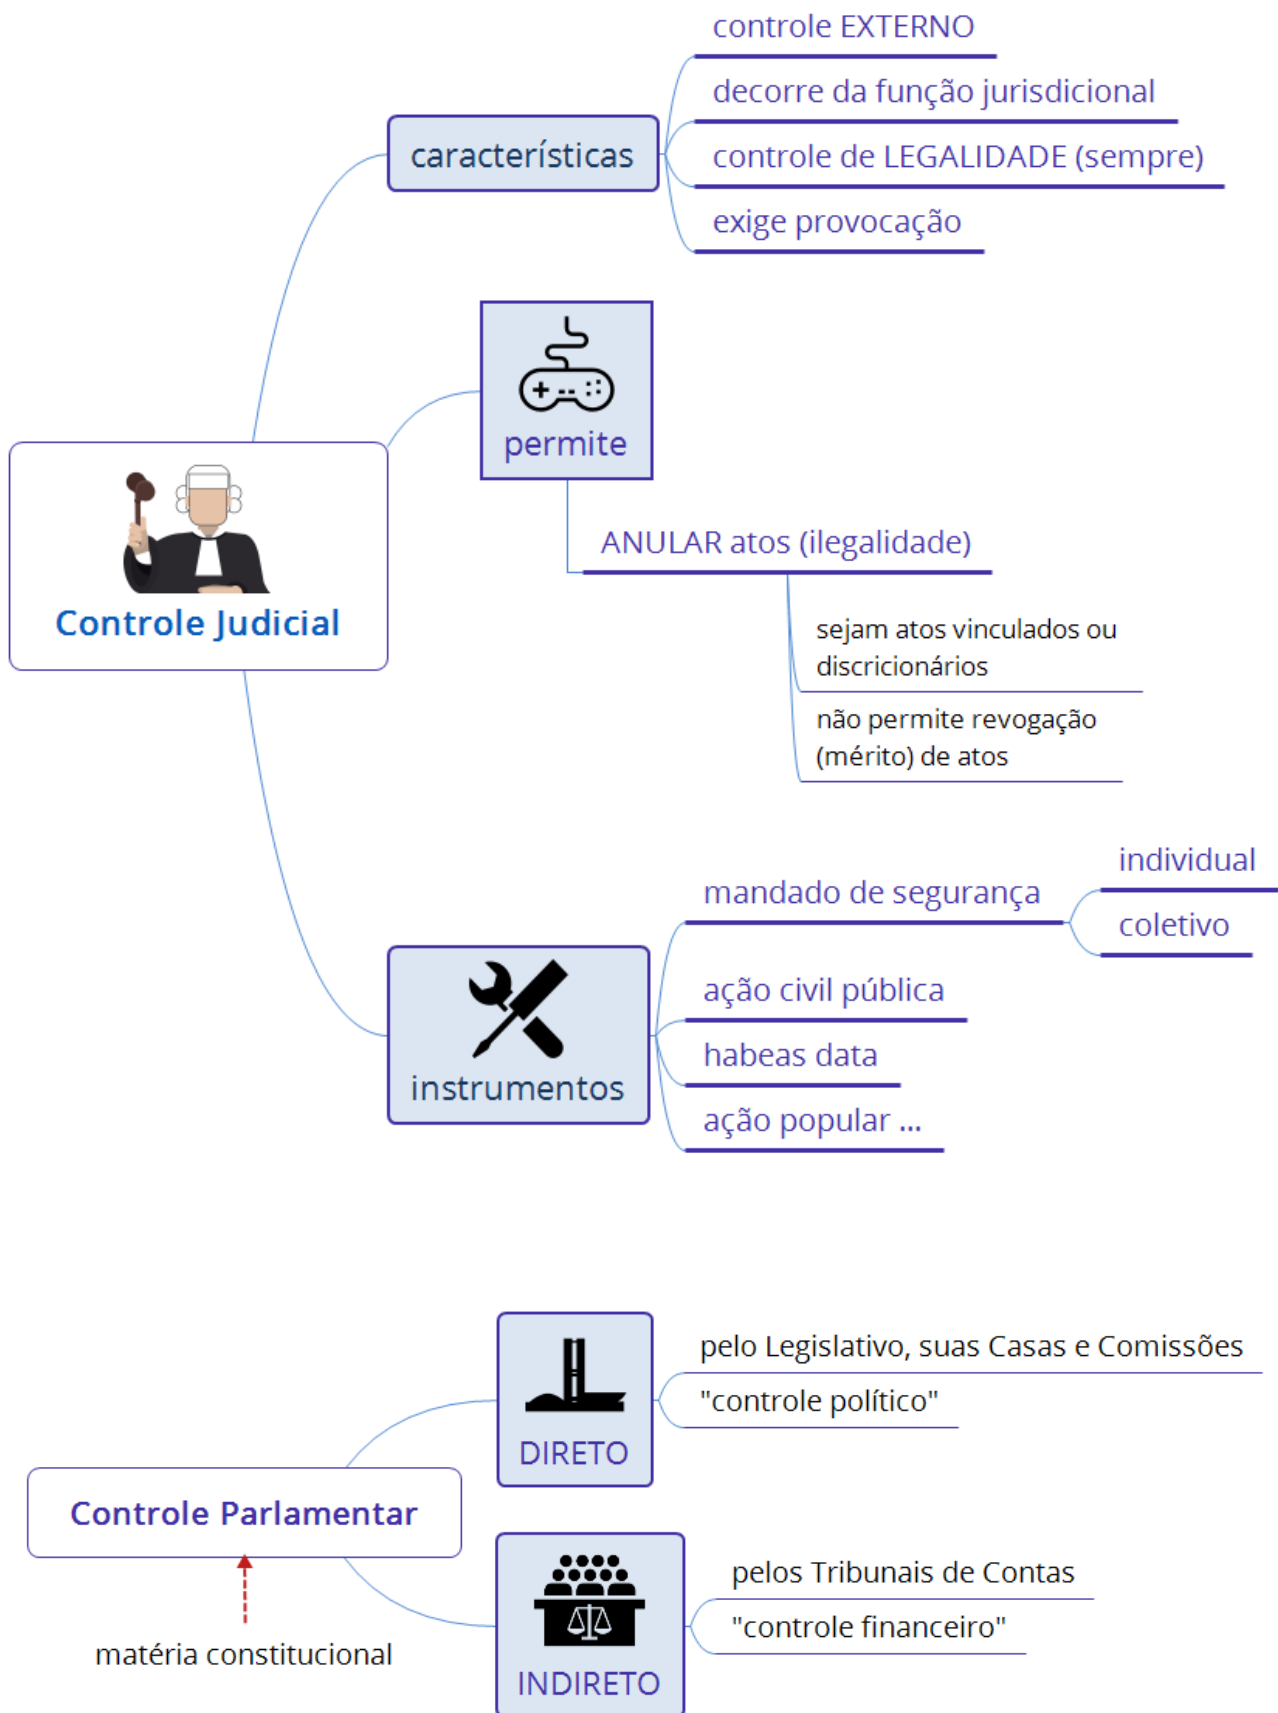 controle EXTERNO
decorre da função jurisdicional
características
controle de LEGALIDADE (sempre)
exige provocação
permite
ANULAR atos (ilegalidade)
Controle Judicial
sejam atos vinculados ou
discricionários
não permite revogação
(mérito) de atos
individual
mandado de segurança
coletivo
ação civil pública
habeas data
instrumentos
ação popular ...
pelo Legislativo, suas Casas e Comissões
"controle político"
DIRETO
Controle Parlamentar
pelos Tribunais de Contas
"controle financeiro"
matéria constitucional
INDIRETO